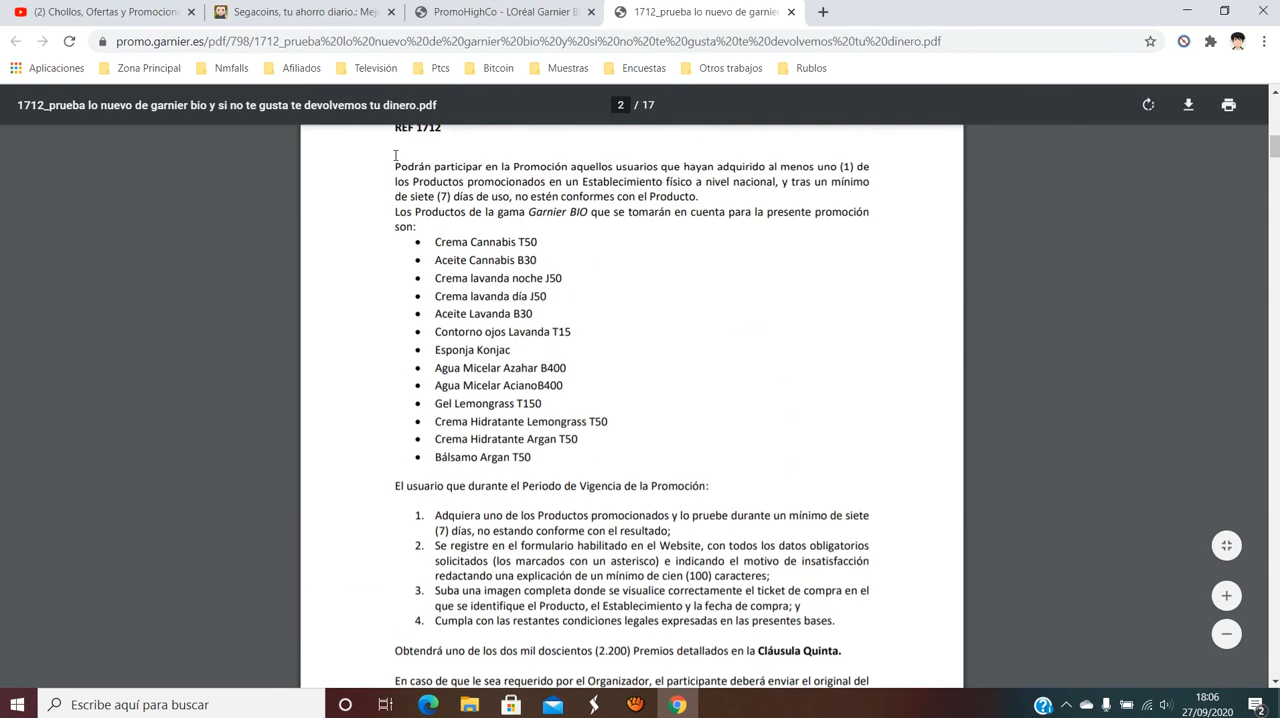 (2) Chollos, Ofertas y Promocione
Segacoins, tu ahorro diario.: Mej
PromoHighCo - LOréal Garnier Bi
1712_prueba lo nuevo de garnier
promo.garnier.es/pdf/798/1712_prueba%20lo%20nuevo%20de%20garnier%20bio%20y%20si%20no%20te%20gusta%20te%20devolvemos%20tu%20dinero.pdf
Aplicaciones Zona Principal Nmfalls Afiliados Televisión Ptcs Bitcoin Muestras Encuestas Otros trabajos Rublos
1712_prueba lo nuevo de garnier bio y si no te gusta te devolvemos tu dinero.pdf 2 / 17
REF 1712
Podrán participar en la Promoción aquellos usuarios que hayan adquirido al menos uno (1) de
los Productos promocionados en un Establecimiento físico a nivel nacional, y tras un mínimo
de siete (7) días de uso, no estén conformes con el Producto.
Los Productos de la gama Garnier BIO que se tomarán en cuenta para la presente promoción
son:
• Crema Cannabis T50
• Aceite Cannabis B30
• Crema lavanda noche J50
• Crema lavanda día J50
• Aceite Lavanda B30
• Contorno ojos Lavanda T15
• Esponja Konjac
• Agua Micelar Azahar B400
• Agua Micelar AcianoB400
• Gel Lemongrass T150
• Crema Hidratante Lemongrass T50
• Crema Hidratante Argan T50
• Bálsamo Argan T50
El usuario que durante el Periodo de Vigencia de la Promoción:
1. Adquiera uno de los Productos promocionados y lo pruebe durante un mínimo de siete
(7) días, no estando conforme con el resultado;
2. Se registre en el formulario habilitado en el Website, con todos los datos obligatorios
solicitados (los marcados con un asterisco) e indicando el motivo de insatisfacción
redactando una explicación de un mínimo de cien (100) caracteres;
3. Suba una imagen completa donde se visualice correctamente el ticket de compra en el
que se identifique el Producto, el Establecimiento y la fecha de compra; y
4. Cumpla con las restantes condiciones legales expresadas en las presentes bases.
Obtendrá uno de los dos mil doscientos (2.200) Premios detallados en la Cláusula Quinta.
En caso de que le sea requerido por el Organizador, el participante deberá enviar el original del
Escribe aquí para buscar
18:06
27/09/2020
2